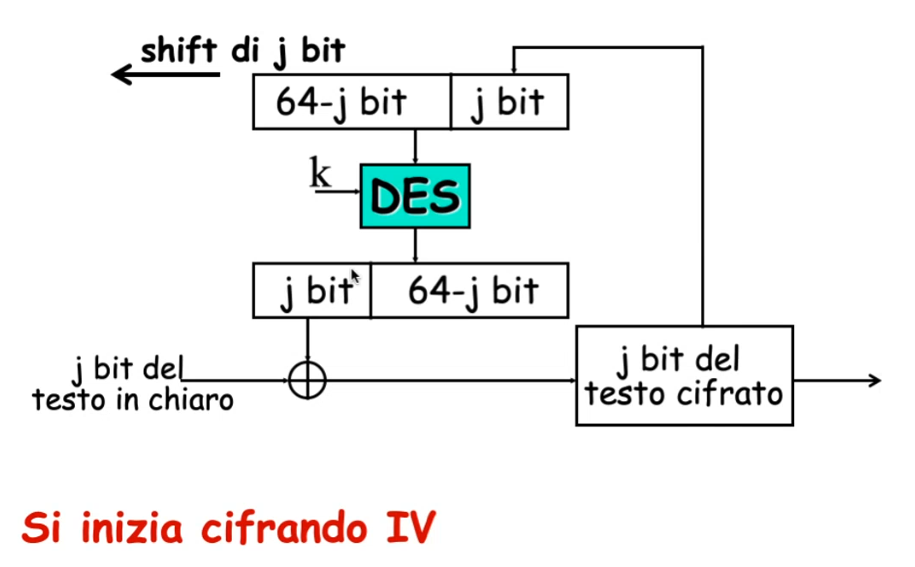 shift di j bit
64-j bit
j bit
k
DES
j bit
64-j bit
j bit del
testo in chiaro
j bit del
testo cifrato
Si inizia cifrando IV